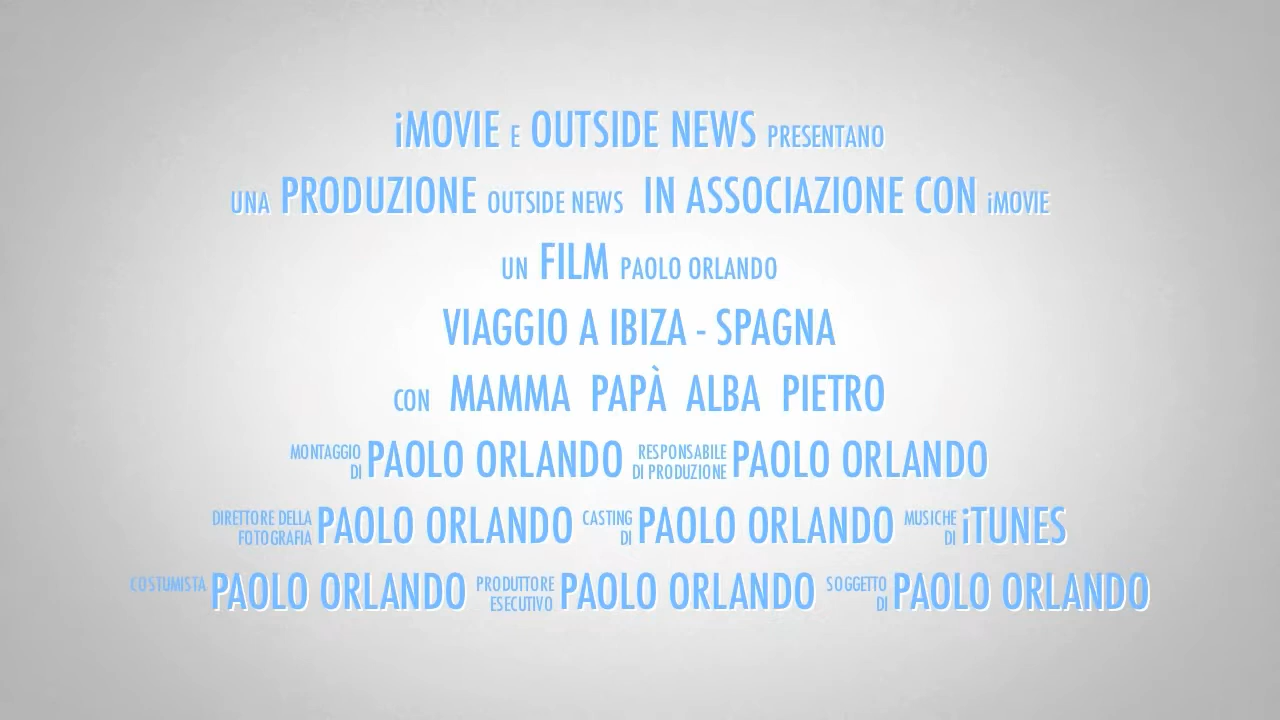 iMOVIE E OUTSIDE NEWS PRESENTANO
UNA PRODUZIONE OUTSIDE NEWS IN ASSOCIAZIONE CON iMOVIE
UN FILM PAOLO ORLANDO
VIAGGIO A IBIZA - SPAGNA
CON MAMMA PAPÀ ALBA PIETRO
MONTAGGIO DI PAOLO ORLANDO RESPONSABILE DI PRODUZIONE PAOLO ORLANDO
DIRETTORE DELLA FOTOGRAFIA PAOLO ORLANDO CASTING DI PAOLO ORLANDO MUSICHE DI iTUNES
COSTUMISTA PAOLO ORLANDO PRODUTTORE ESECUTIVO PAOLO ORLANDO SOGGETTO DI PAOLO ORLANDO